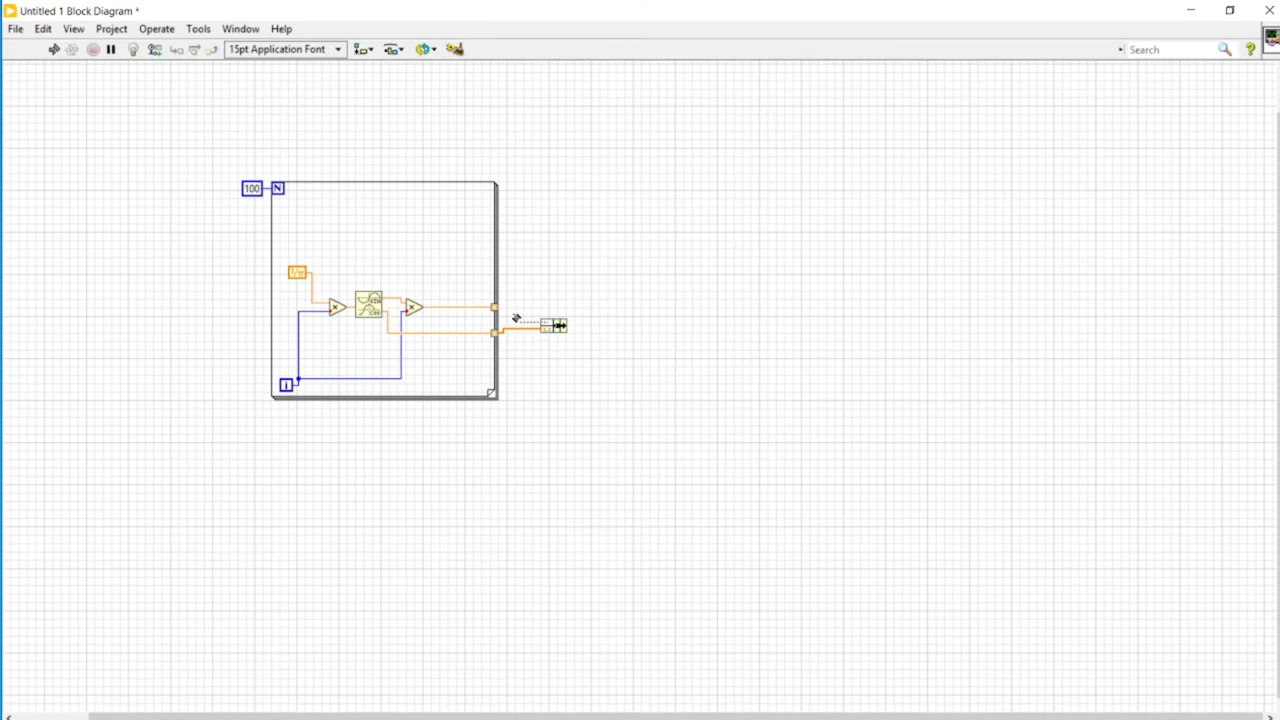 Untitled 1 Block Diagram *
File Edit View Project Operate Tools Window Help
15pt Application Font
Search
?
100 N
i